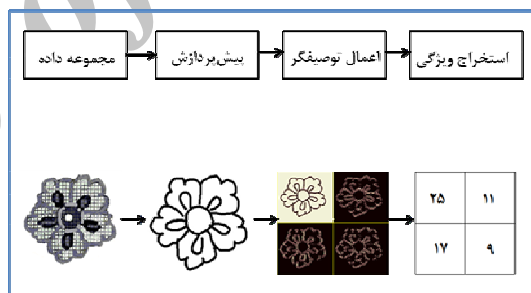 مجموعه داده
پیش‌پردازش
اعمال توصیفگر
استخراج ویژگی
۲۵ ۱۱
۱۷ ۹